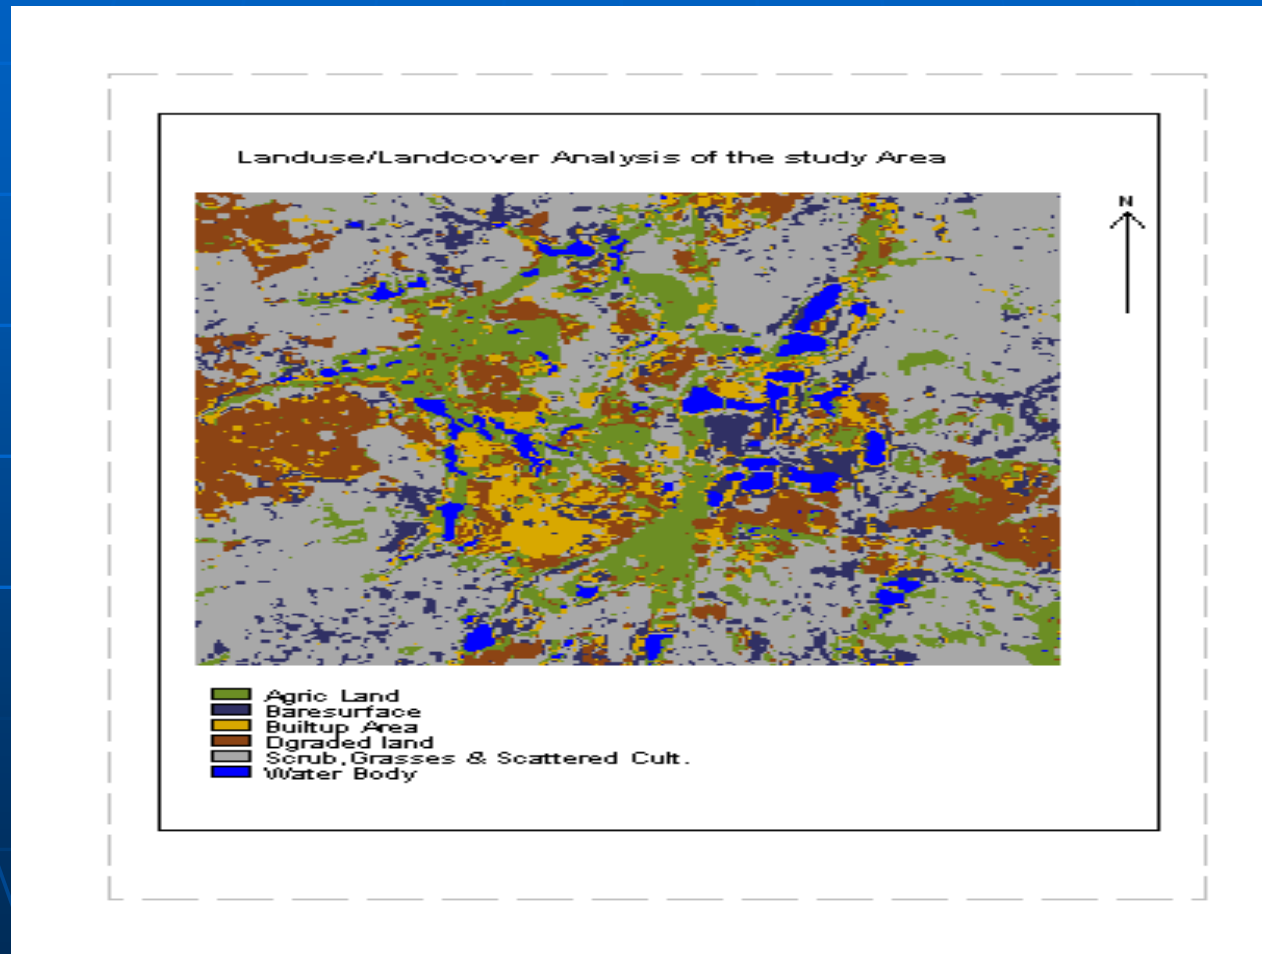 Landuse/Landcover Analysis of the study Area
N
Agric Land
Baresurface
Builtup Area
Dgraded land
Scrub,Grasses & Scattered Cult.
Water Body